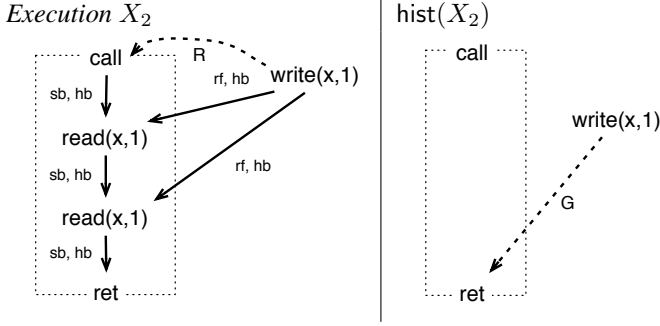 Execution X₂
call
R
write(x,1)
sb, hb
rf, hb
read(x,1)
sb, hb
rf, hb
read(x,1)
sb, hb
ret
hist(X₂)
call
write(x,1)
G
ret